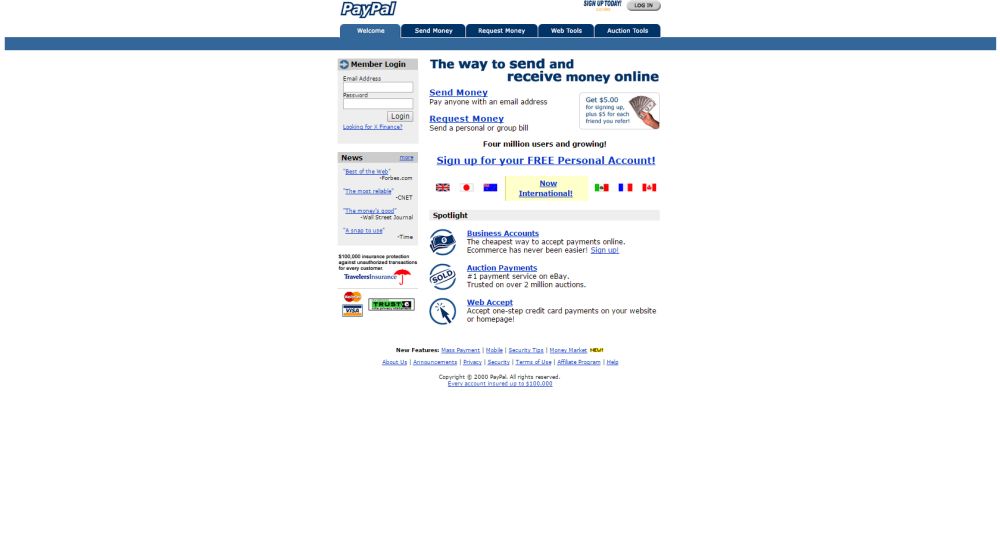 PayPal
SIGN UP TODAY!
LOG IN
Welcome
Send Money
Request Money
Web Tools
Auction Tools
Member Login
Email Address
Password
Login
Looking for X Finance?
News
more
"Best of the Web"
-Forbes.com
"The most reliable"
-CNET
"The money's good"
-Wall Street Journal
"A snap to use"
-Time
$100,000 insurance protection
against unauthorized transactions
for every customer.
TravelersInsurance
MasterCard
VISA
TRUSTe
The way to send and
receive money online
Send Money
Pay anyone with an email address
Request Money
Send a personal or group bill
Get $5.00
for signing up,
plus $5 for each
friend you refer!
Four million users and growing!
Sign up for your FREE Personal Account!
Now
International!
Spotlight
Business Accounts
The cheapest way to accept payments online.
Ecommerce has never been easier! Sign up!
SOLD
Auction Payments
#1 payment service on eBay.
Trusted on over 2 million auctions.
Web Accept
Accept one-step credit card payments on your website
or homepage!
New Features: Mass Payment | Mobile | Security Tips | Money Market NEW!
About Us | Announcements | Privacy | Security | Terms of Use | Affiliate Program | Help
Copyright © 2000 PayPal. All rights reserved.
Every account insured up to $100,000